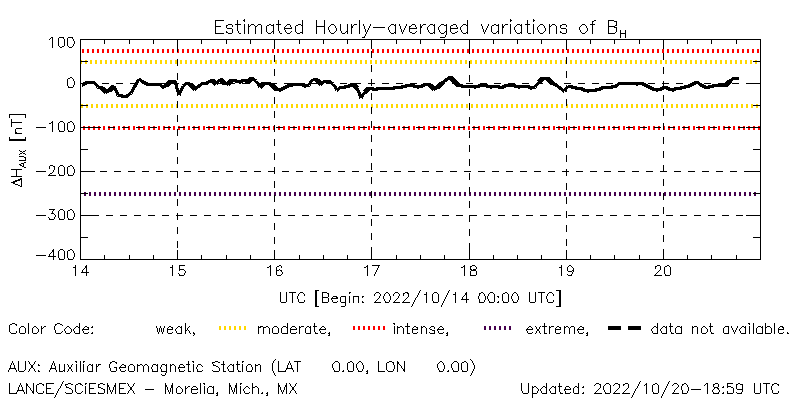 Estimated Hourly-averaged variations of BH
100
0
-100
-200
-300
-400
ΔHAUX [nT]
14 15 16 17 18 19 20
UTC [Begin: 2022/10/14 00:00 UTC]
Color Code: weak, moderate, intense, extreme, data not available.
AUX: Auxiliar Geomagnetic Station (LAT 0.00, LON 0.00)
LANCE/SCiESMEX - Morelia, Mich., MX Updated: 2022/10/20-18:59 UTC